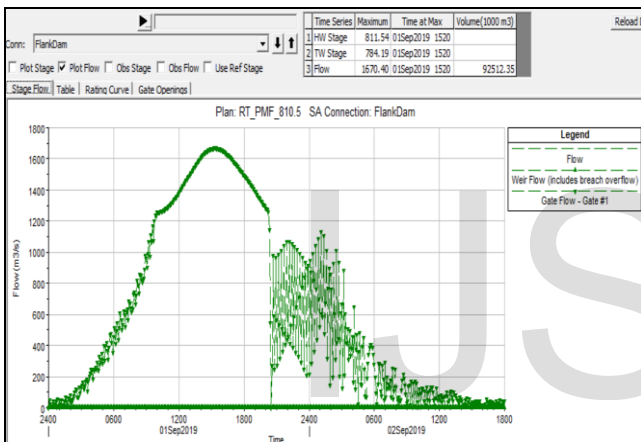 Time Series Maximum Time at Max Volume(1000 m3)
1 HW Stage 811.54 01Sep2019 1520
2 TW Stage 784.19 01Sep2019 1520
3 Flow 1670.40 01Sep2019 1520 92512.35
Reload
Conn: FlankDam
Plot Stage Plot Flow Obs Stage Obs Flow Use Ref Stage
Stage Flow Table Rating Curve Gate Openings
Plan: RT_PMF_810.5 SA Connection: FlankDam
Legend
Flow
Weir Flow (includes breach overflow)
Gate Flow - Gate #1
Flow (m3/s)
1800
1600
1400
1200
1000
800
600
400
200
0
2400 0600 1200 1800 2400 0600 1200 1800
01Sep2019 02Sep2019
Time
IJS